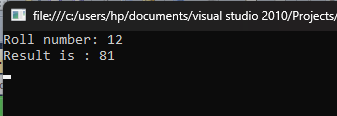 file:///c:/users/hp/documents/visual studio 2010/Projects/
Roll number: 12
Result is : 81